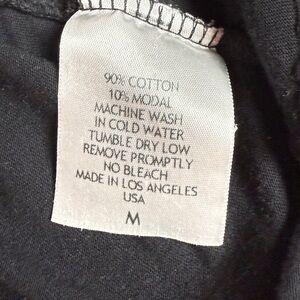 90% COTTON
10% MODAL
MACHINE WASH
IN COLD WATER
TUMBLE DRY LOW
REMOVE PROMPTLY
NO BLEACH
MADE IN LOS ANGELES
USA
M